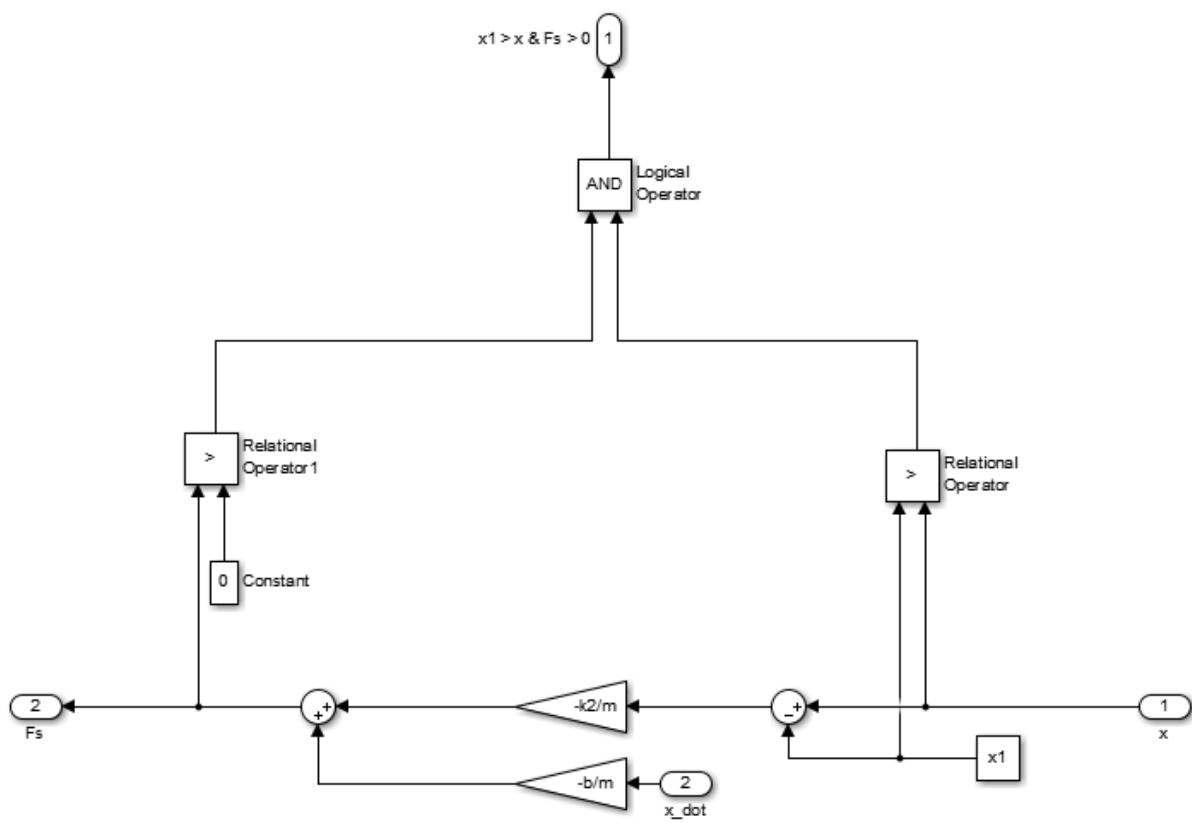 x1 > x & Fs > 0
1
AND
Logical
Operator
>
Relational
Operator1
>
Relational
Operator
0
Constant
2
Fs
+
+
-k2/m
−
+
1
x
x1
-b/m
2
x_dot